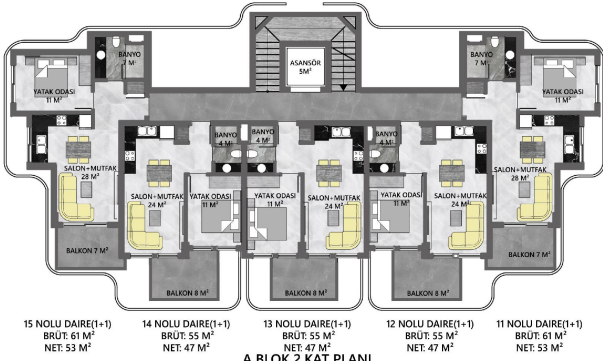 ASANSÖR
5M²
BANYO
7 M²
BANYO
7 M²
YATAK ODASI
11 M²
YATAK ODASI
11 M²
BANYO
4 M²
BANYO
4 M²
BANYO
4 M²
SALON+MUTFAK
28 M²
SALON+MUTFAK
24 M²
YATAK ODASI
11 M²
YATAK ODASI
11 M²
SALON+MUTFAK
24 M²
YATAK ODASI
11 M²
SALON+MUTFAK
24 M²
SALON+MUTFAK
28 M²
BALKON 7 M²
BALKON 8 M²
BALKON 8 M²
BALKON 8 M²
BALKON 7 M²
15 NOLU DAIRE(1+1)
BRÜT: 61 M²
NET: 53 M²
14 NOLU DAIRE(1+1)
BRÜT: 55 M²
NET: 47 M²
13 NOLU DAIRE(1+1)
BRÜT: 55 M²
NET: 47 M²
12 NOLU DAIRE(1+1)
BRÜT: 55 M²
NET: 47 M²
11 NOLU DAIRE(1+1)
BRÜT: 61 M²
NET: 53 M²
A BLOK 2 KAT PLANI